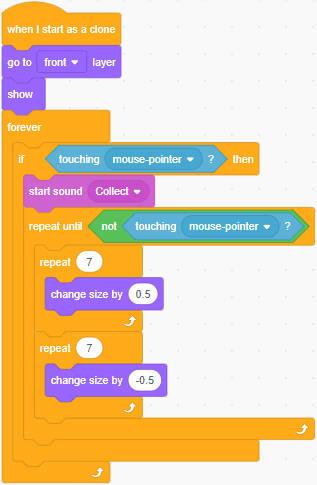 when I start as a clone
go to front layer
show
forever
if touching mouse-pointer ? then
start sound Collect
repeat until not touching mouse-pointer ?
repeat 7
change size by 0.5
repeat 7
change size by -0.5